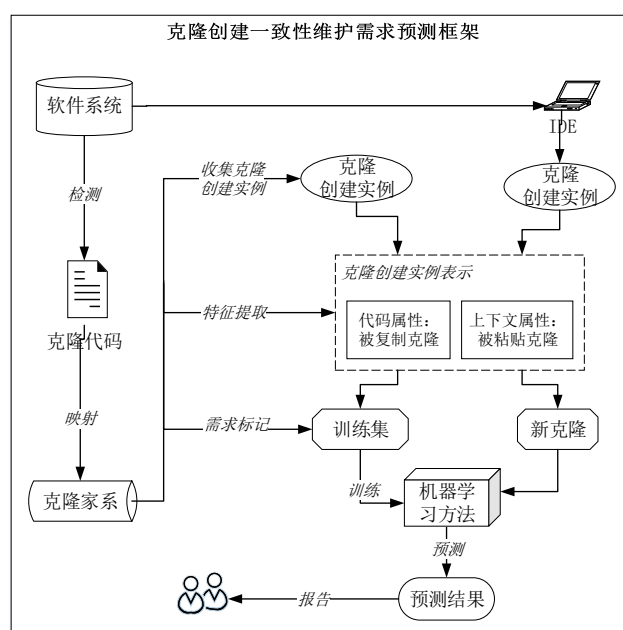 克隆创建一致性维护需求预测框架
软件系统
IDE
检测
收集克隆
创建实例
克隆
创建实例
克隆
创建实例
克隆创建实例表示
克隆代码
特征提取
代码属性：
被复制克隆
上下文属性：
被粘贴克隆
映射
需求标记
训练集
新克隆
克隆家系
训练
机器学
习方法
预测
报告
预测结果